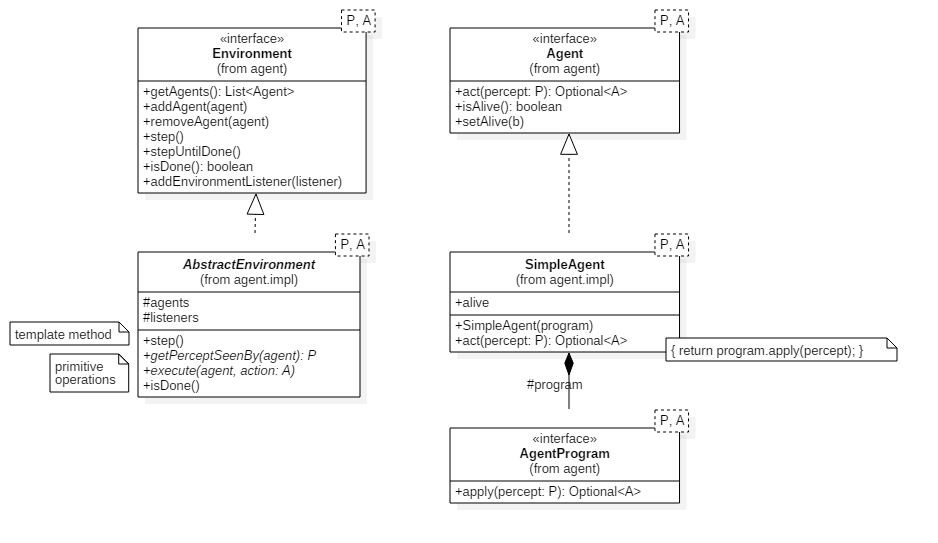 P, A
«interface»
Environment
(from agent)
+getAgents(): List<Agent>
+addAgent(agent)
+removeAgent(agent)
+step()
+stepUntilDone()
+isDone(): boolean
+addEnvironmentListener(listener)
P, A
«interface»
Agent
(from agent)
+act(percept: P): Optional<A>
+isAlive(): boolean
+setAlive(b)
P, A
AbstractEnvironment
(from agent.impl)
#agents
#listeners
+step()
+getPerceptSeenBy(agent): P
+execute(agent, action: A)
+isDone()
template method
primitive
operations
P, A
SimpleAgent
(from agent.impl)
+alive
+SimpleAgent(program)
+act(percept: P): Optional<A>
{ return program.apply(percept); }
#program
P, A
«interface»
AgentProgram
(from agent)
+apply(percept: P): Optional<A>